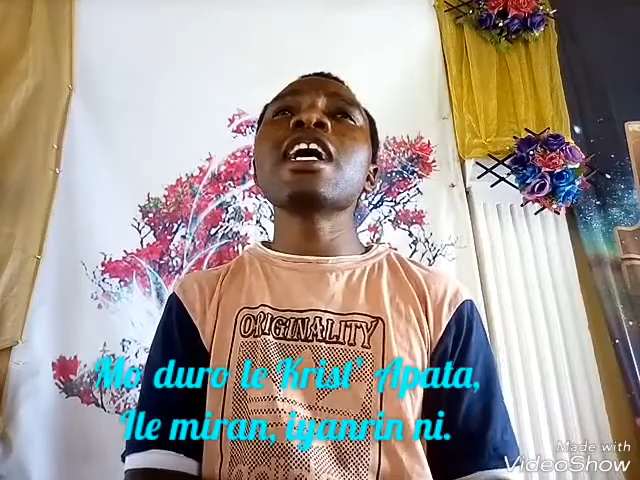 ORIGINALITY
Mo duro le Krist' Apata,
Ile miran, iyanrin ni.
Made with
VideoShow